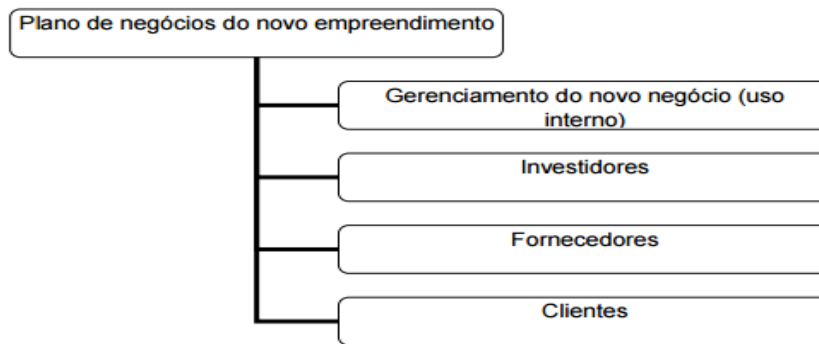 Plano de negócios do novo empreendimento
Gerenciamento do novo negócio (uso
interno)
Investidores
Fornecedores
Clientes